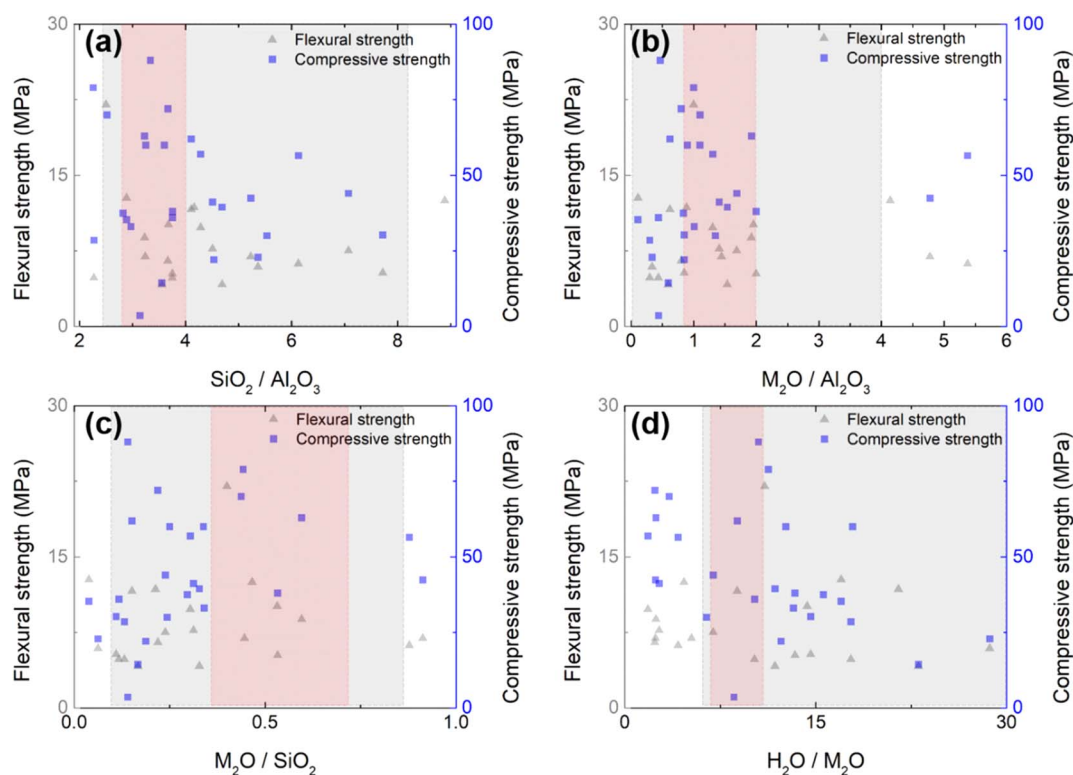 (a)
Flexural strength
Compressive strength
30
15
0
100
50
0
2 4 6 8
Flexural strength (MPa)
Compressive strength (MPa)
SiO₂ / Al₂O₃
(b)
Flexural strength
Compressive strength
30
15
0
100
50
0
0 1 2 3 4 5 6
Flexural strength (MPa)
Compressive strength (MPa)
M₂O / Al₂O₃
(c)
Flexural strength
Compressive strength
30
15
0
100
50
0
0.0 0.5 1.0
Flexural strength (MPa)
Compressive strength (MPa)
M₂O / SiO₂
(d)
Flexural strength
Compressive strength
30
15
0
100
50
0
0 15 30
Flexural strength (MPa)
Compressive strength (MPa)
H₂O / M₂O